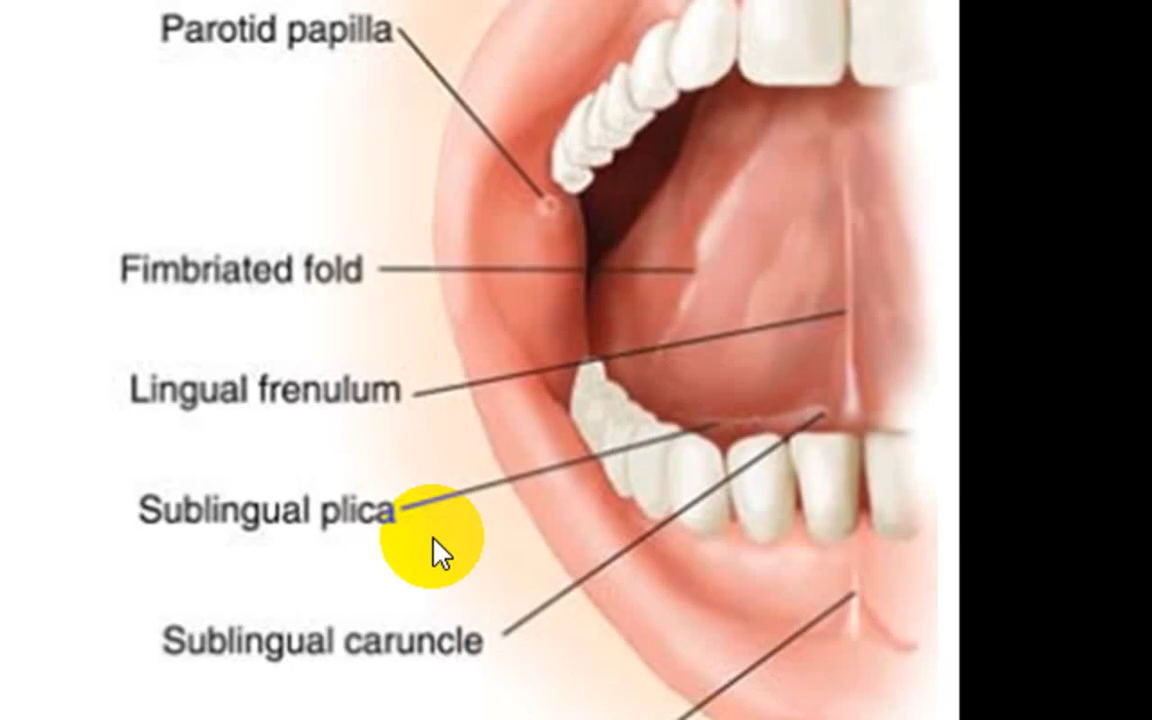 Parotid papilla
Fimbriated fold
Lingual frenulum
Sublingual plica
Sublingual caruncle